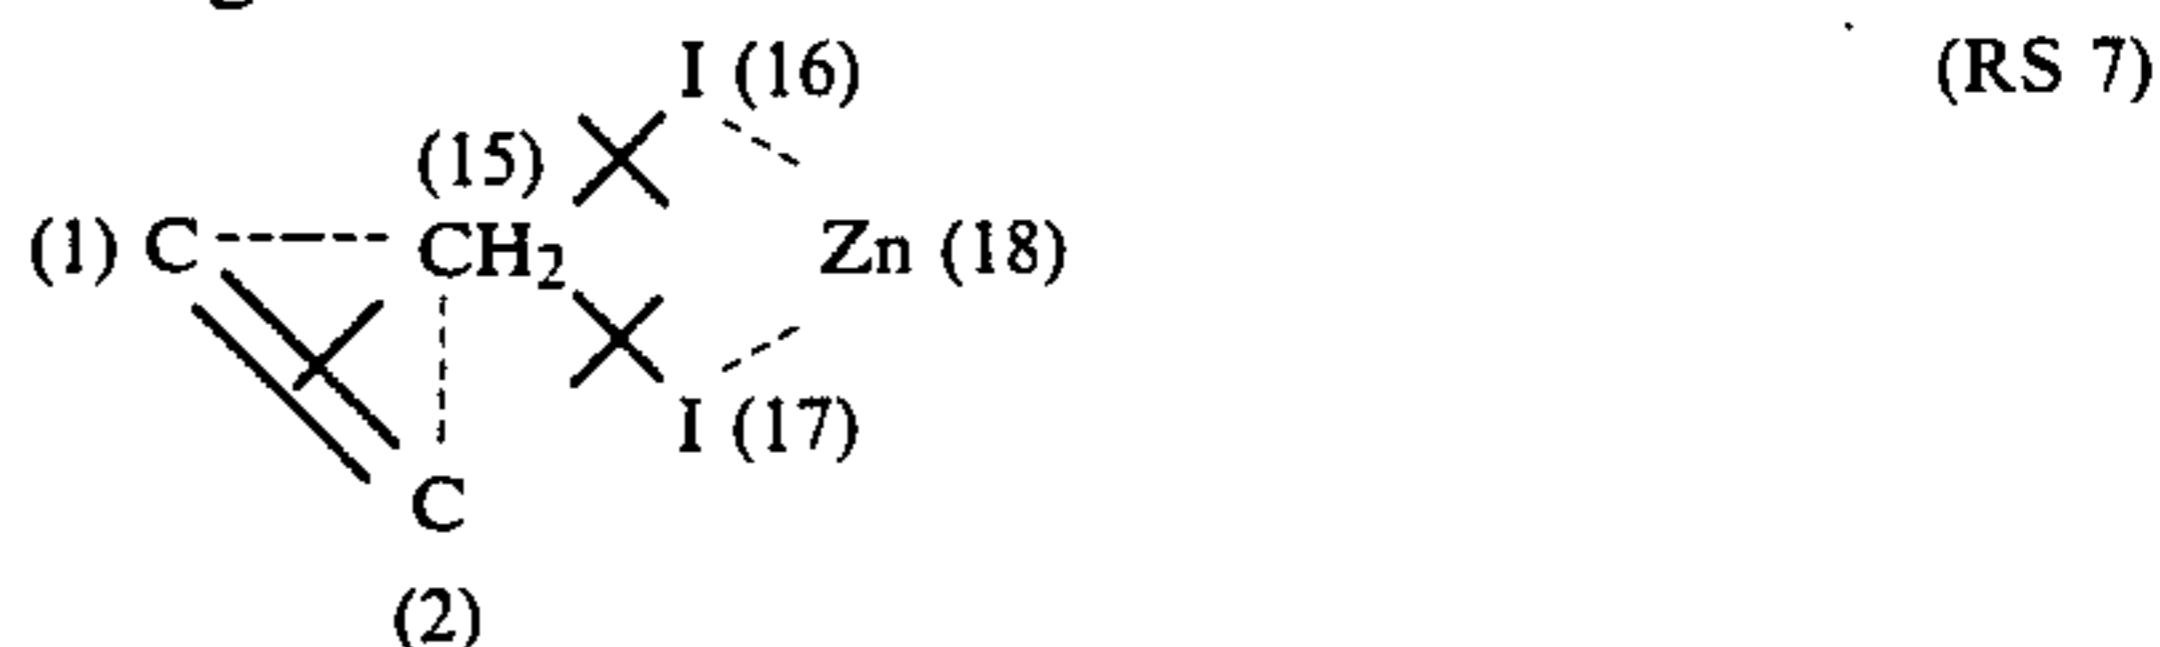 I (16)
(RS 7)
(15)
(1) C CH2 Zn (18)
I (17)
C
(2)